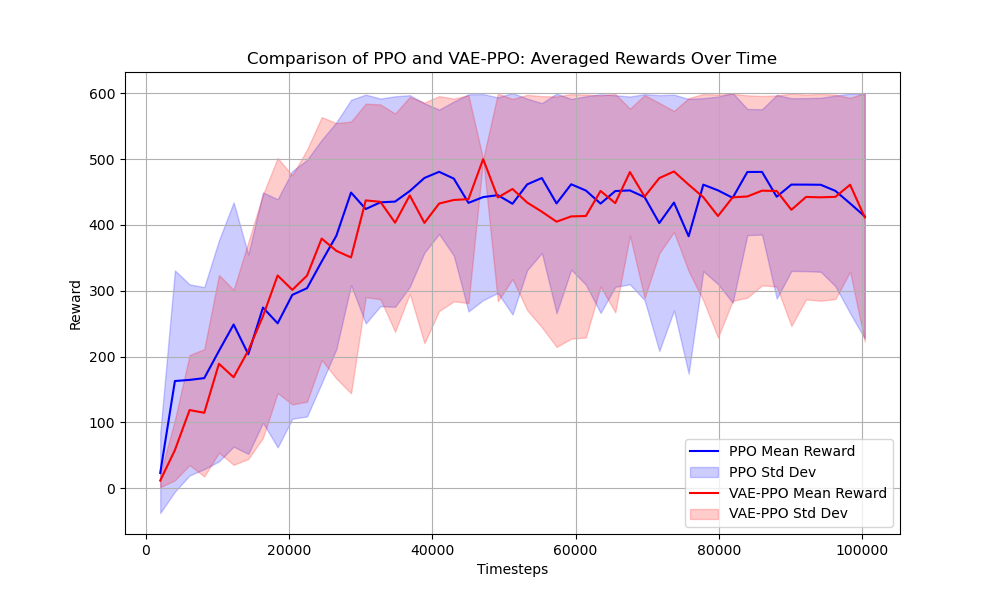 Comparison of PPO and VAE-PPO: Averaged Rewards Over Time
600
500
400
300
200
100
0
Reward
PPO Mean Reward
PPO Std Dev
VAE-PPO Mean Reward
VAE-PPO Std Dev
0 20000 40000 60000 80000 100000
Timesteps